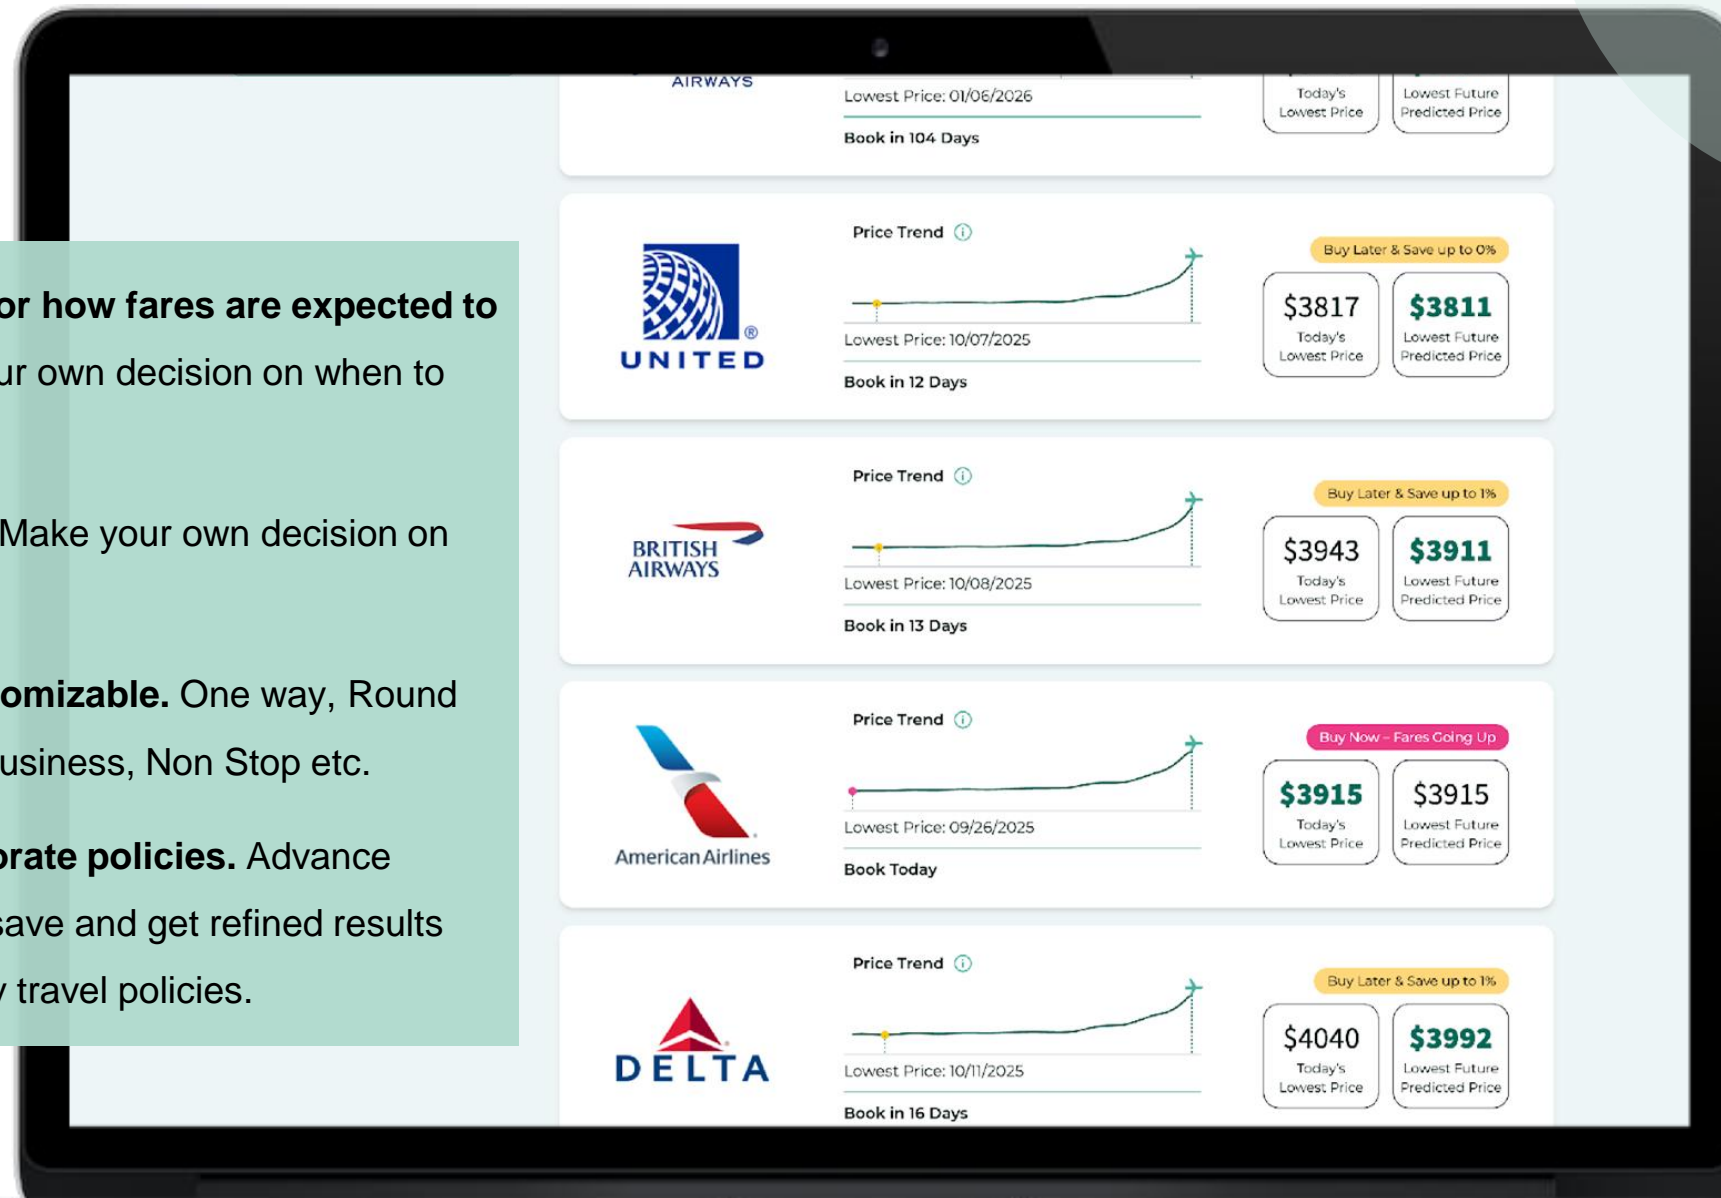 or how fares are expected to
ur own decision on when to
Make your own decision on
omizable. One way, Round
usiness, Non Stop etc.
orate policies. Advance
save and get refined results
y travel policies.
AIRWAYS
Lowest Price: 01/06/2026
Book in 104 Days
Today's
Lowest Price
Lowest Future
Predicted Price
UNITED
®
Price Trend
Lowest Price: 10/07/2025
Book in 12 Days
Buy Later & Save up to 0%
$3817
Today's
Lowest Price
$3811
Lowest Future
Predicted Price
BRITISH
AIRWAYS
Price Trend
Lowest Price: 10/08/2025
Book in 13 Days
Buy Later & Save up to 1%
$3943
Today's
Lowest Price
$3911
Lowest Future
Predicted Price
American Airlines
Price Trend
Lowest Price: 09/26/2025
Book Today
Buy Now – Fares Going Up
$3915
Today's
Lowest Price
$3915
Lowest Future
Predicted Price
DELTA
Price Trend
Lowest Price: 10/11/2025
Book in 16 Days
Buy Later & Save up to 1%
$4040
Today's
Lowest Price
$3992
Lowest Future
Predicted Price